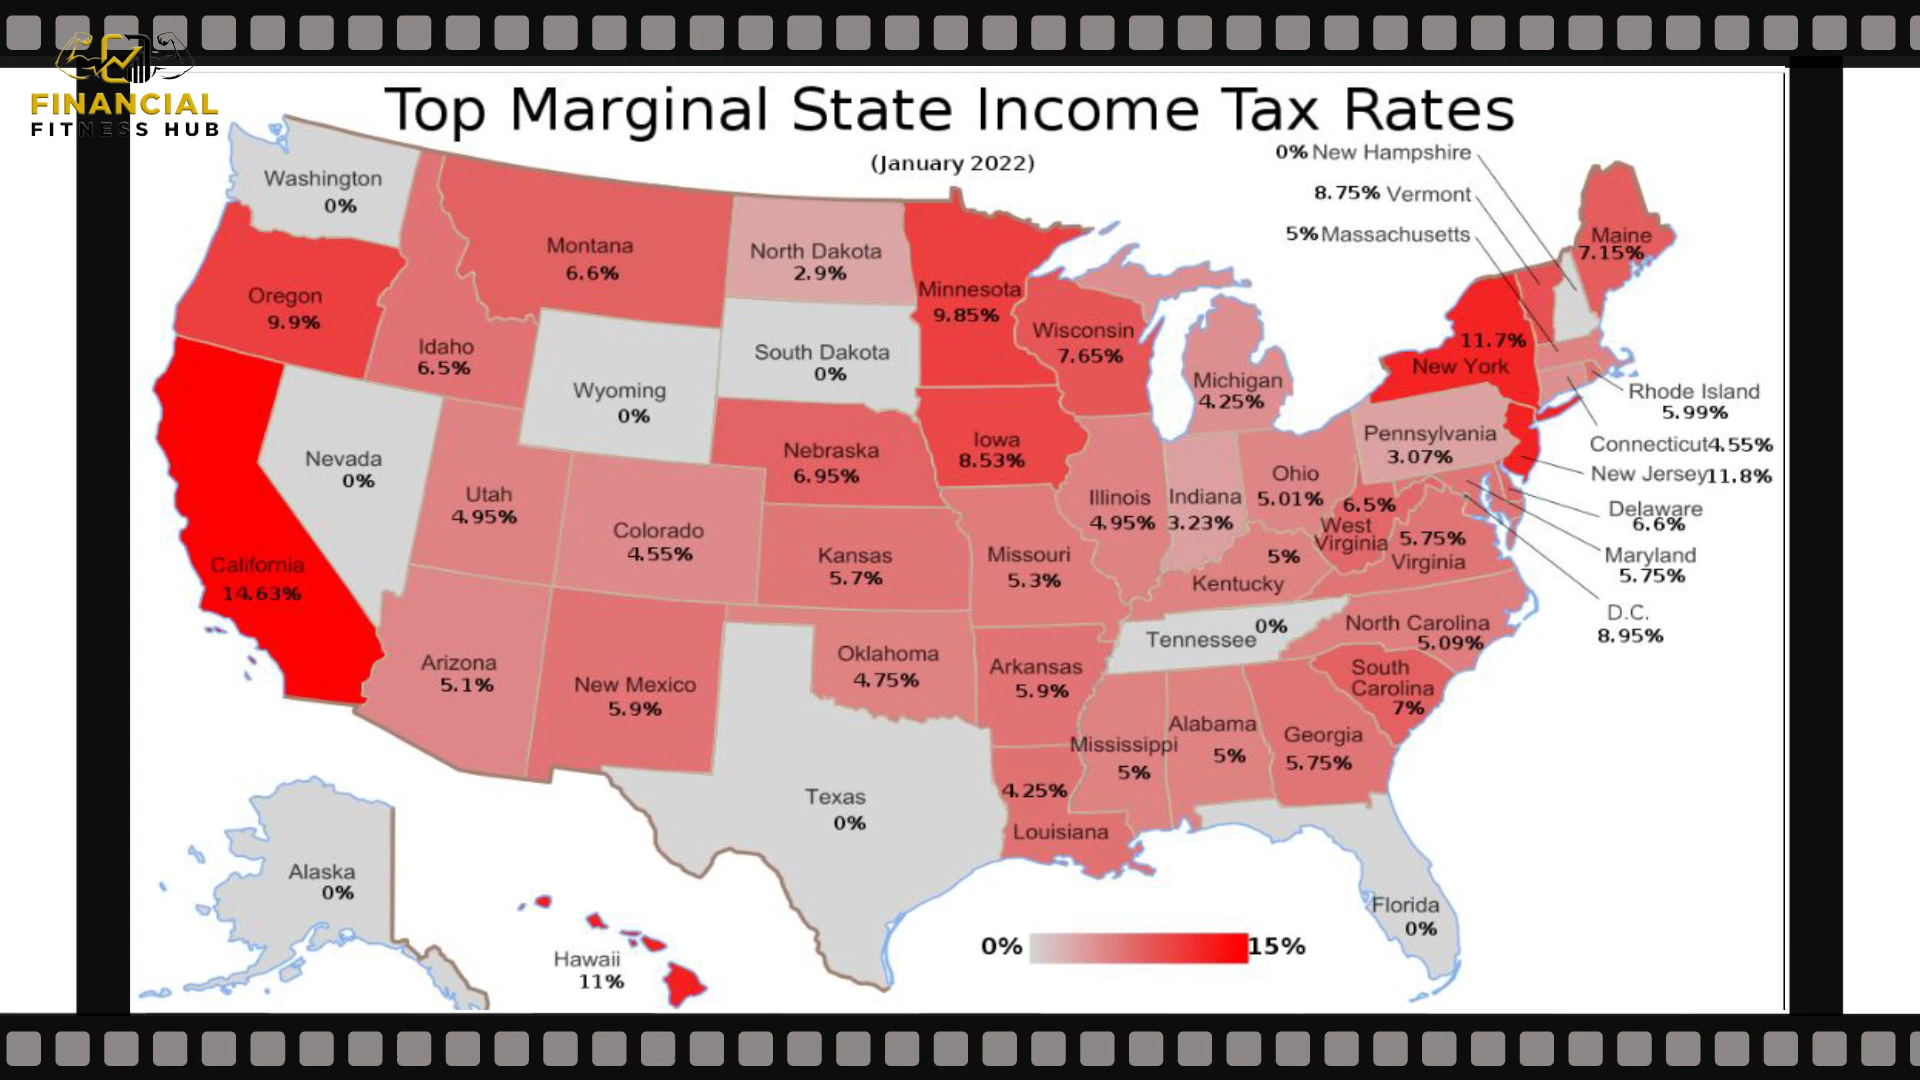 FINANCIAL
FITNESS HUB
Top Marginal State Income Tax Rates
(January 2022)
0% New Hampshire
8.75% Vermont
5% Massachusetts
Washington
0%
Montana
6.6%
North Dakota
2.9%
Minnesota
9.85%
Maine
7.15%
Oregon
9.9%
Idaho
6.5%
Wyoming
0%
South Dakota
0%
Wisconsin
7.65%
Michigan
4.25%
11.7%
New York
Rhode Island
5.99%
Connecticut4.55%
New Jersey11.8%
Delaware
6.6%
Maryland
5.75%
D.C.
8.95%
Nevada
0%
Utah
4.95%
Colorado
4.55%
Nebraska
6.95%
Iowa
8.53%
Illinois
4.95%
Indiana
3.23%
Ohio
5.01%
Pennsylvania
3.07%
6.5%
West
Virginia
5.75%
Virginia
California
14.63%
Kansas
5.7%
Missouri
5.3%
5%
Kentucky
0%
Tennessee
North Carolina
5.09%
South
Carolina
7%
Arizona
5.1%
New Mexico
5.9%
Oklahoma
4.75%
Arkansas
5.9%
Mississippi
5%
Alabama
5%
Georgia
5.75%
Texas
0%
4.25%
Louisiana
Florida
0%
Alaska
0%
Hawaii
11%
0%
15%